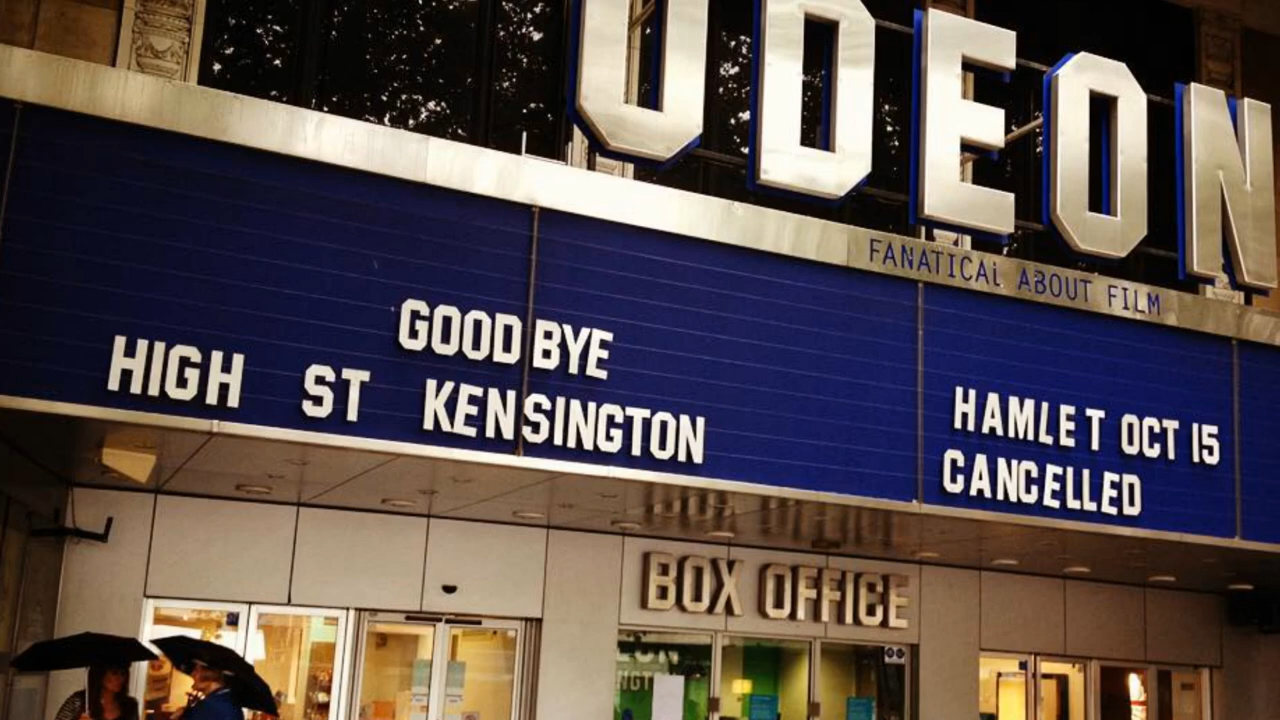 ODEON
FANATICAL ABOUT FILM
GOOD BYE
HIGH ST KENSINGTON
HAMLET OCT 15
CANCELLED
BOX OFFICE